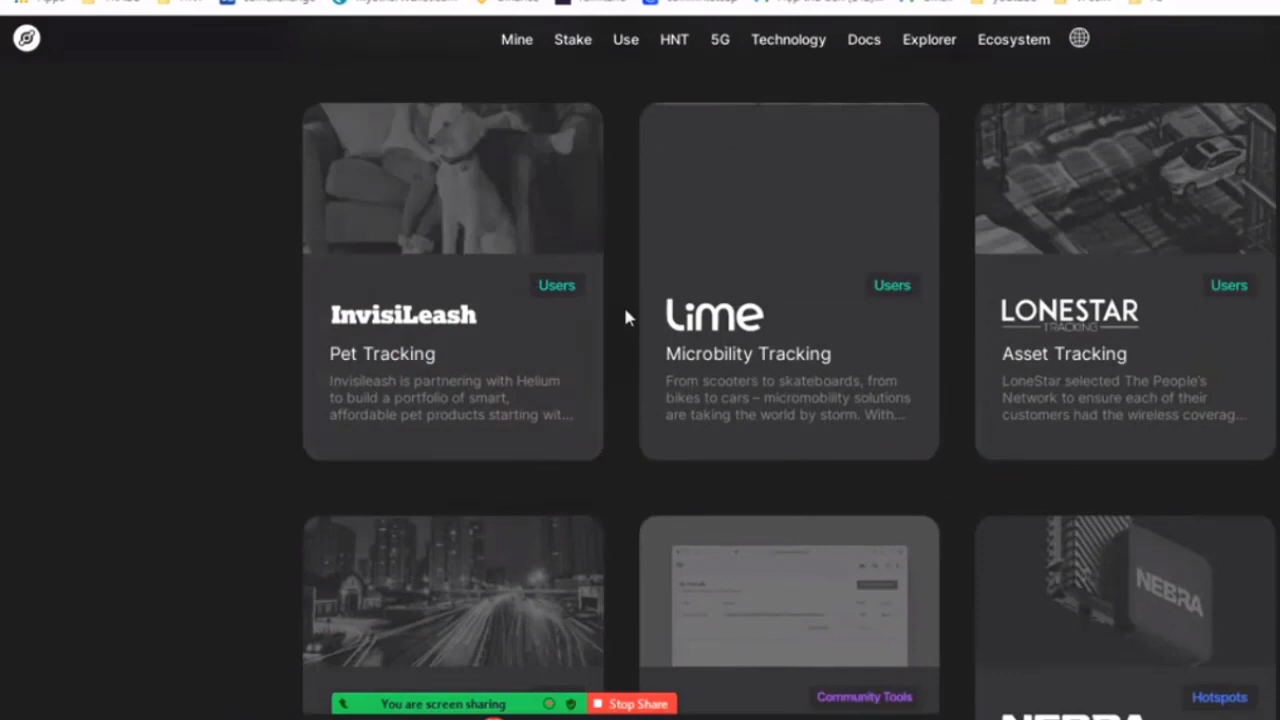 Mine Stake Use HNT 5G Technology Docs Explorer Ecosystem
Users
InvisiLeash
Pet Tracking
Invisileash is partnering with Helium
to build a portfolio of smart,
affordable pet products starting wit...
Users
Lime
Microbility Tracking
From scooters to skateboards, from
bikes to cars – micromobility solutions
are taking the world by storm. With...
Users
LONESTAR
TRACKING
Asset Tracking
LoneStar selected The People's
Network to ensure each of their
customers had the wireless coverag...
Community Tools
NEBRA
Hotspots
NEBRA
You are screen sharing Stop Share